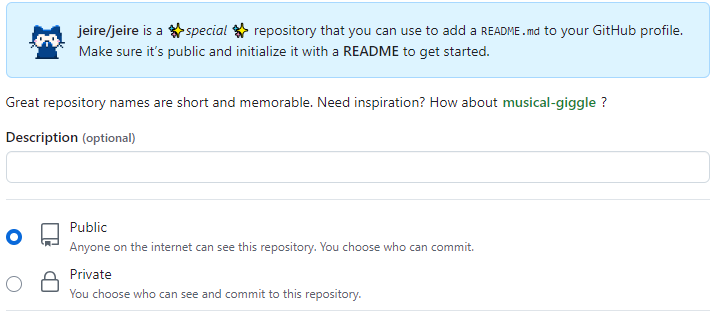 jeire/jeire is a ✨special ✨ repository that you can use to add a README.md to your GitHub profile.
Make sure it's public and initialize it with a README to get started.
Great repository names are short and memorable. Need inspiration? How about musical-giggle ?
Description (optional)
Public
Anyone on the internet can see this repository. You choose who can commit.
Private
You choose who can see and commit to this repository.